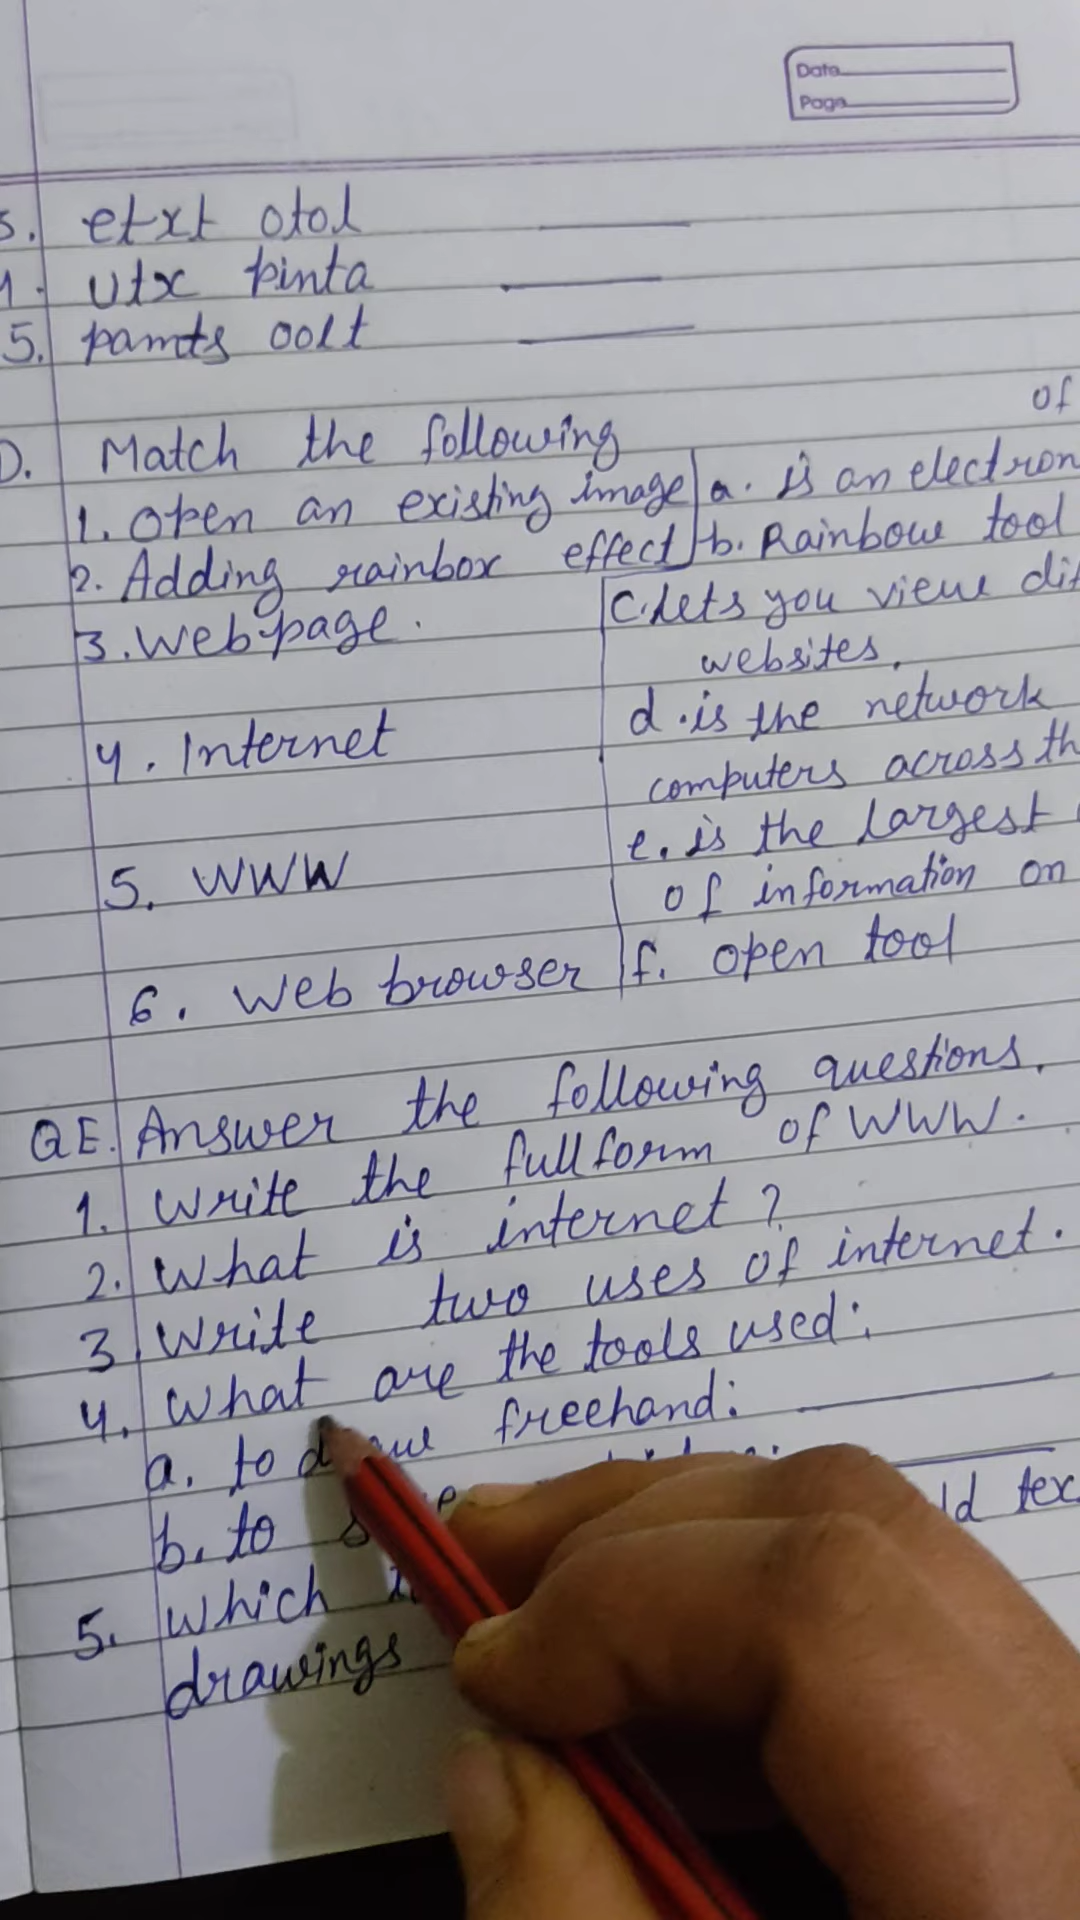 Date
Page
3. etxt otol
4. utx pinta
5. pamts oolt
of
D. Match the following
1. Open an existing image a. is an electron
2. Adding rainbox effect b. Rainbow tool
3. Webpage. C. lets you view dif
websites.
4. Internet d. is the network
computers across th
5. WWW e. is the largest
of information on
6. Web browser f. open tool
QE. Answer the following questions.
1. Write the fullform of WWW.
2. What is internet?
3 Write two uses of internet.
4. What are the tools used:
a. to draw freehand:
b. to
5. Which tex
drawings